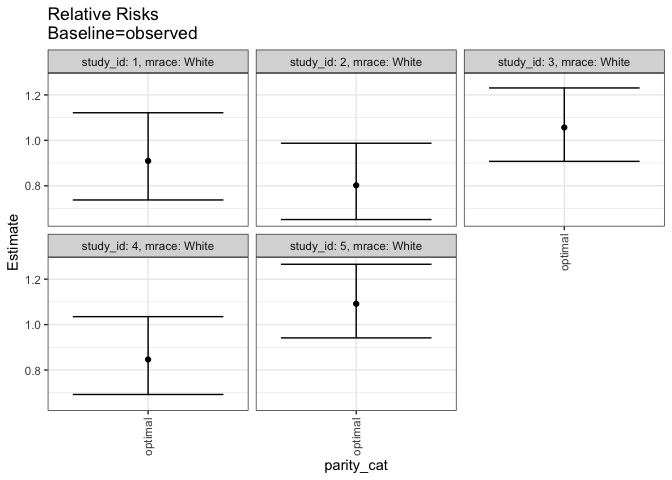 Relative Risks
Baseline=observed
study_id: 1, mrace: White
study_id: 2, mrace: White
study_id: 3, mrace: White
1.2
1.0
0.8
study_id: 4, mrace: White
study_id: 5, mrace: White
optimal
1.2
1.0
0.8
optimal
optimal
Estimate
parity_cat